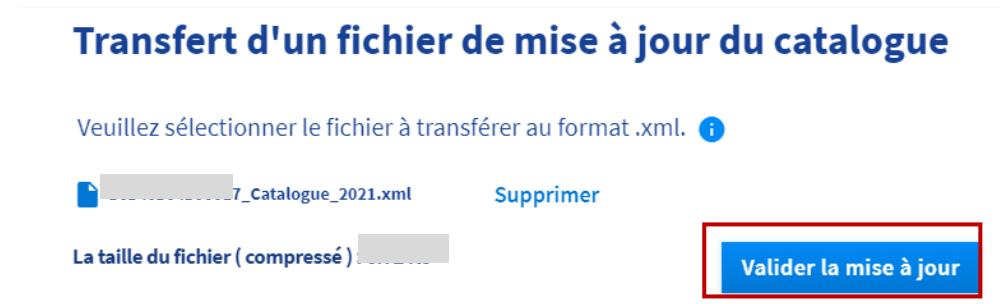 Transfert d'un fichier de mise à jour du catalogue
Veuillez sélectionner le fichier à transférer au format .xml.
7_Catalogue_2021.xml
Supprimer
La taille du fichier ( compressé ) :
Valider la mise à jour